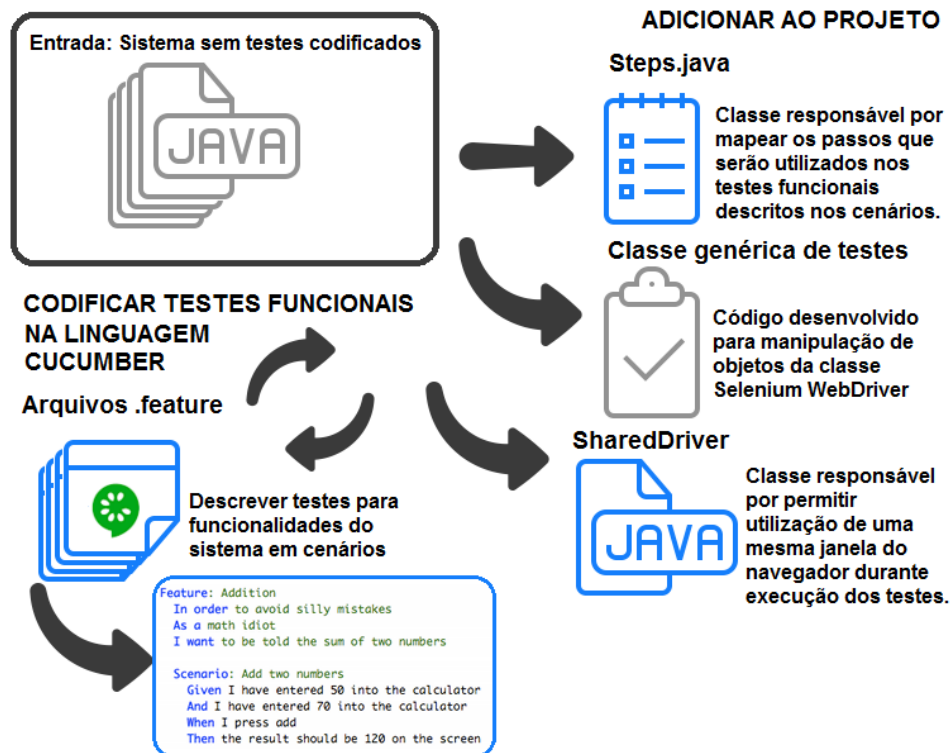 Entrada: Sistema sem testes codificados
JAVA
ADICIONAR AO PROJETO
Steps.java
Classe responsável por
mapear os passos que
serão utilizados nos
testes funcionais
descritos nos cenários.
Classe genérica de testes
Código desenvolvido
para manipulação de
objetos da classe
Selenium WebDriver
SharedDriver
JAVA
Classe responsável
por permitir
utilização de uma
mesma janela do
navegador durante
execução dos testes.
CODIFICAR TESTES FUNCIONAIS
NA LINGUAGEM
CUCUMBER
Arquivos .feature
Descrever testes para
funcionalidades do
sistema em cenários
Feature: Addition
In order to avoid silly mistakes
As a math idiot
I want to be told the sum of two numbers
Scenario: Add two numbers
Given I have entered 50 into the calculator
And I have entered 70 into the calculator
When I press add
Then the result should be 120 on the screen